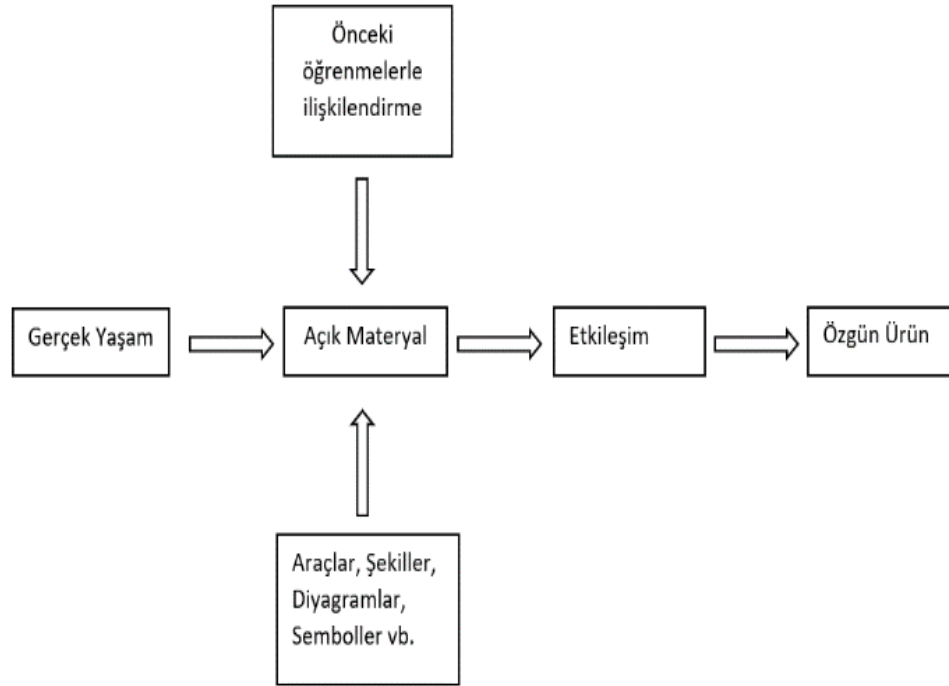 Önceki
öğrenmelerle
ilişkilendirme
Gerçek Yaşam
Açık Materyal
Etkileşim
Özgün Ürün
Araçlar, Şekiller,
Diyagramlar,
Semboller vb.